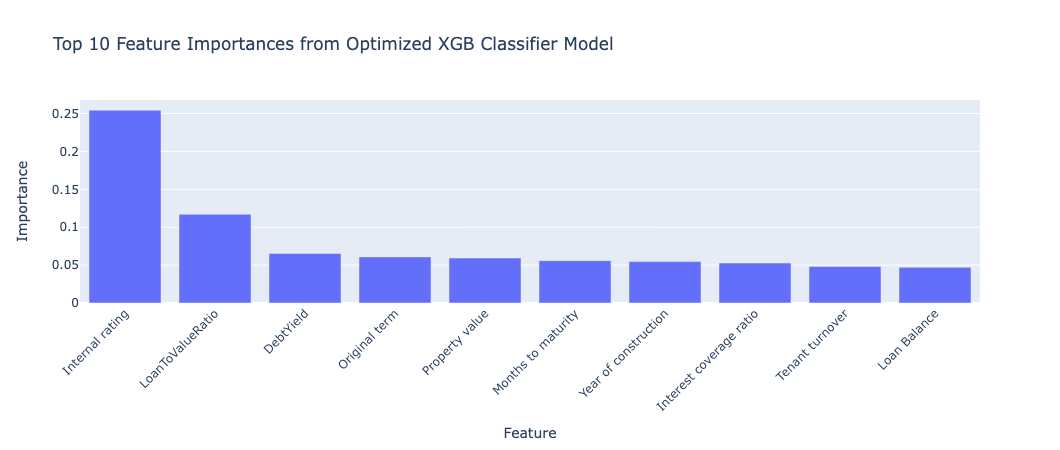 Top 10 Feature Importances from Optimized XGB Classifier Model
Importance
0.25
0.2
0.15
0.1
0.05
0
Internal rating
LoanToValueRatio
DebtYield
Original term
Property value
Months to maturity
Year of construction
Interest coverage ratio
Tenant turnover
Loan Balance
Feature